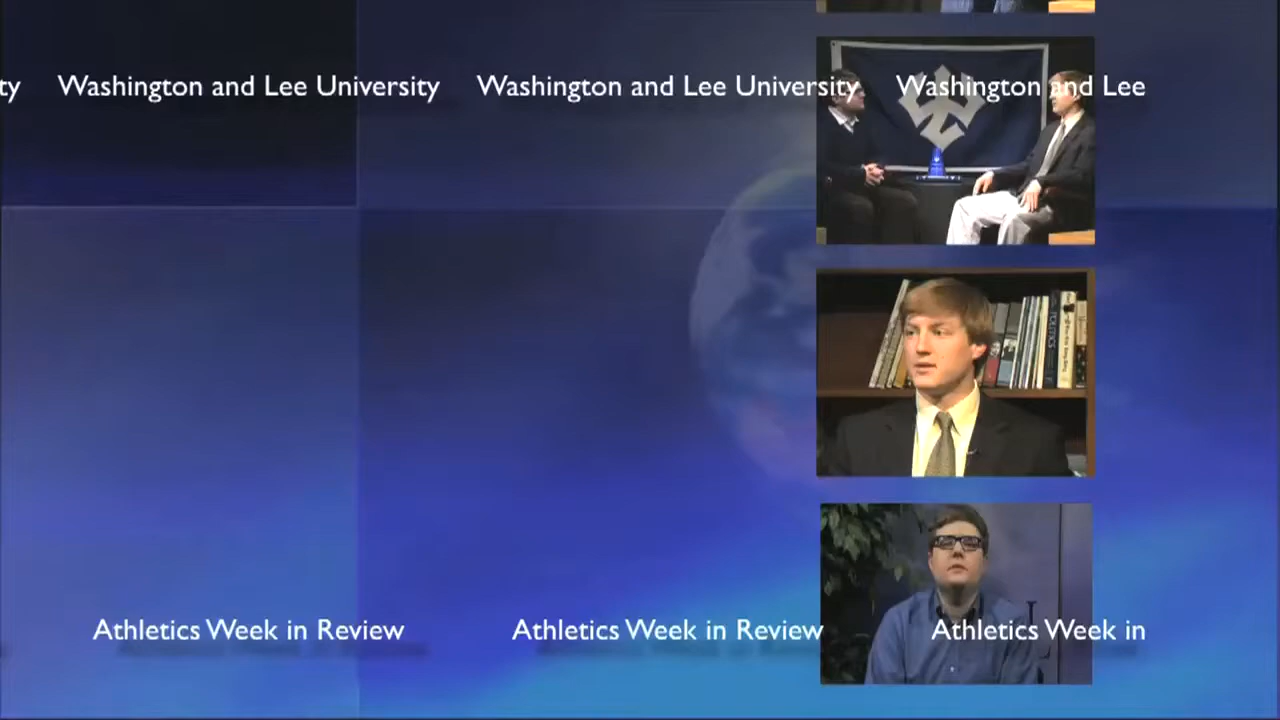 ty Washington and Lee University Washington and Lee University Washington and Lee
POLITICS
Athletics Week in Review Athletics Week in Review Athletics Week in